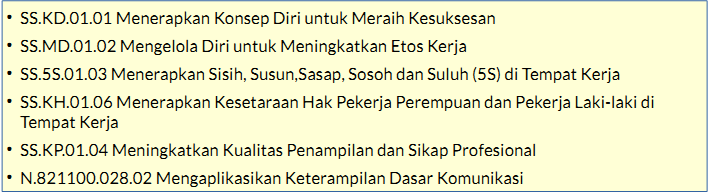 • SS.KD.01.01 Menerapkan Konsep Diri untuk Meraih Kesuksesan
• SS.MD.01.02 Mengelola Diri untuk Meningkatkan Etos Kerja
• SS.5S.01.03 Menerapkan Sisih, Susun,Sasap, Sosoh dan Suluh (5S) di Tempat Kerja
• SS.KH.01.06 Menerapkan Kesetaraan Hak Pekerja Perempuan dan Pekerja Laki-laki di
Tempat Kerja
• SS.KP.01.04 Meningkatkan Kualitas Penampilan dan Sikap Profesional
• N.821100.028.02 Mengaplikasikan Keterampilan Dasar Komunikasi